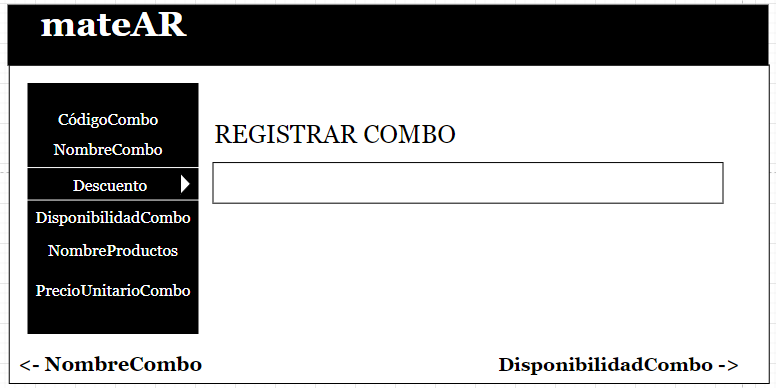 mateAR
CódigoCombo
NombreCombo
Descuento
DisponibilidadCombo
NombreProductos
PrecioUnitarioCombo
REGISTRAR COMBO
<- NombreCombo
DisponibilidadCombo ->